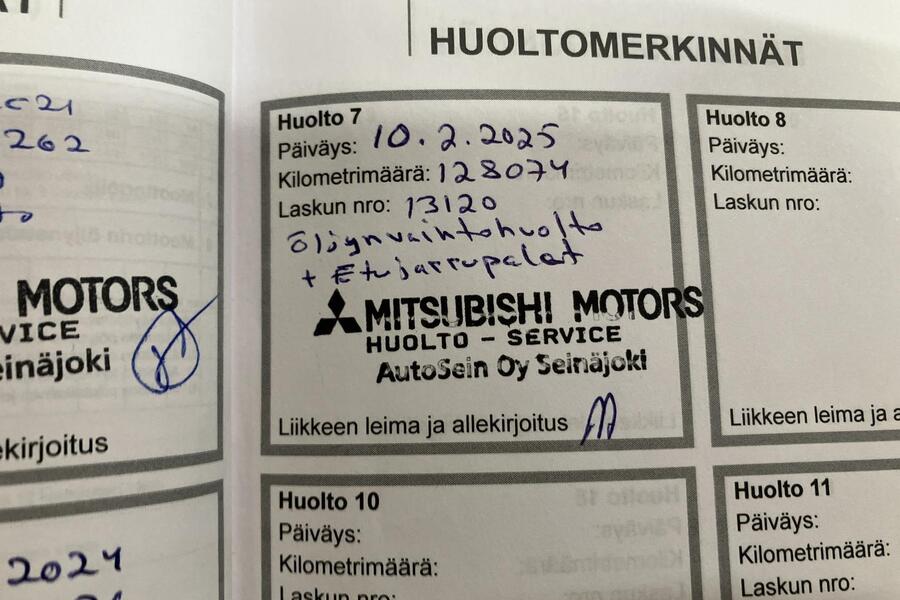 HUOLTOMERKINNÄT
262
MOTORS
VICE
einäjoki
ekirjoitus
2024
Huolto 7
Päiväys: 10.2.2025
Kilometrimäärä: 128074
Laskun nro: 13120
Öljynvaihtohuolto
+ Etujarrupalat
MITSUBISHI MOTORS
HUOLTO - SERVICE
AutoSein Oy Seinäjoki
Liikkeen leima ja allekirjoitus
Huolto 8
Päiväys:
Kilometrimäärä:
Laskun nro:
Liikkeen leima ja a
Huolto 10
Päiväys:
Kilometrimäärä:
Laskun nro:
Huolto 11
Päiväys:
Kilometrimäärä:
Laskun nro: